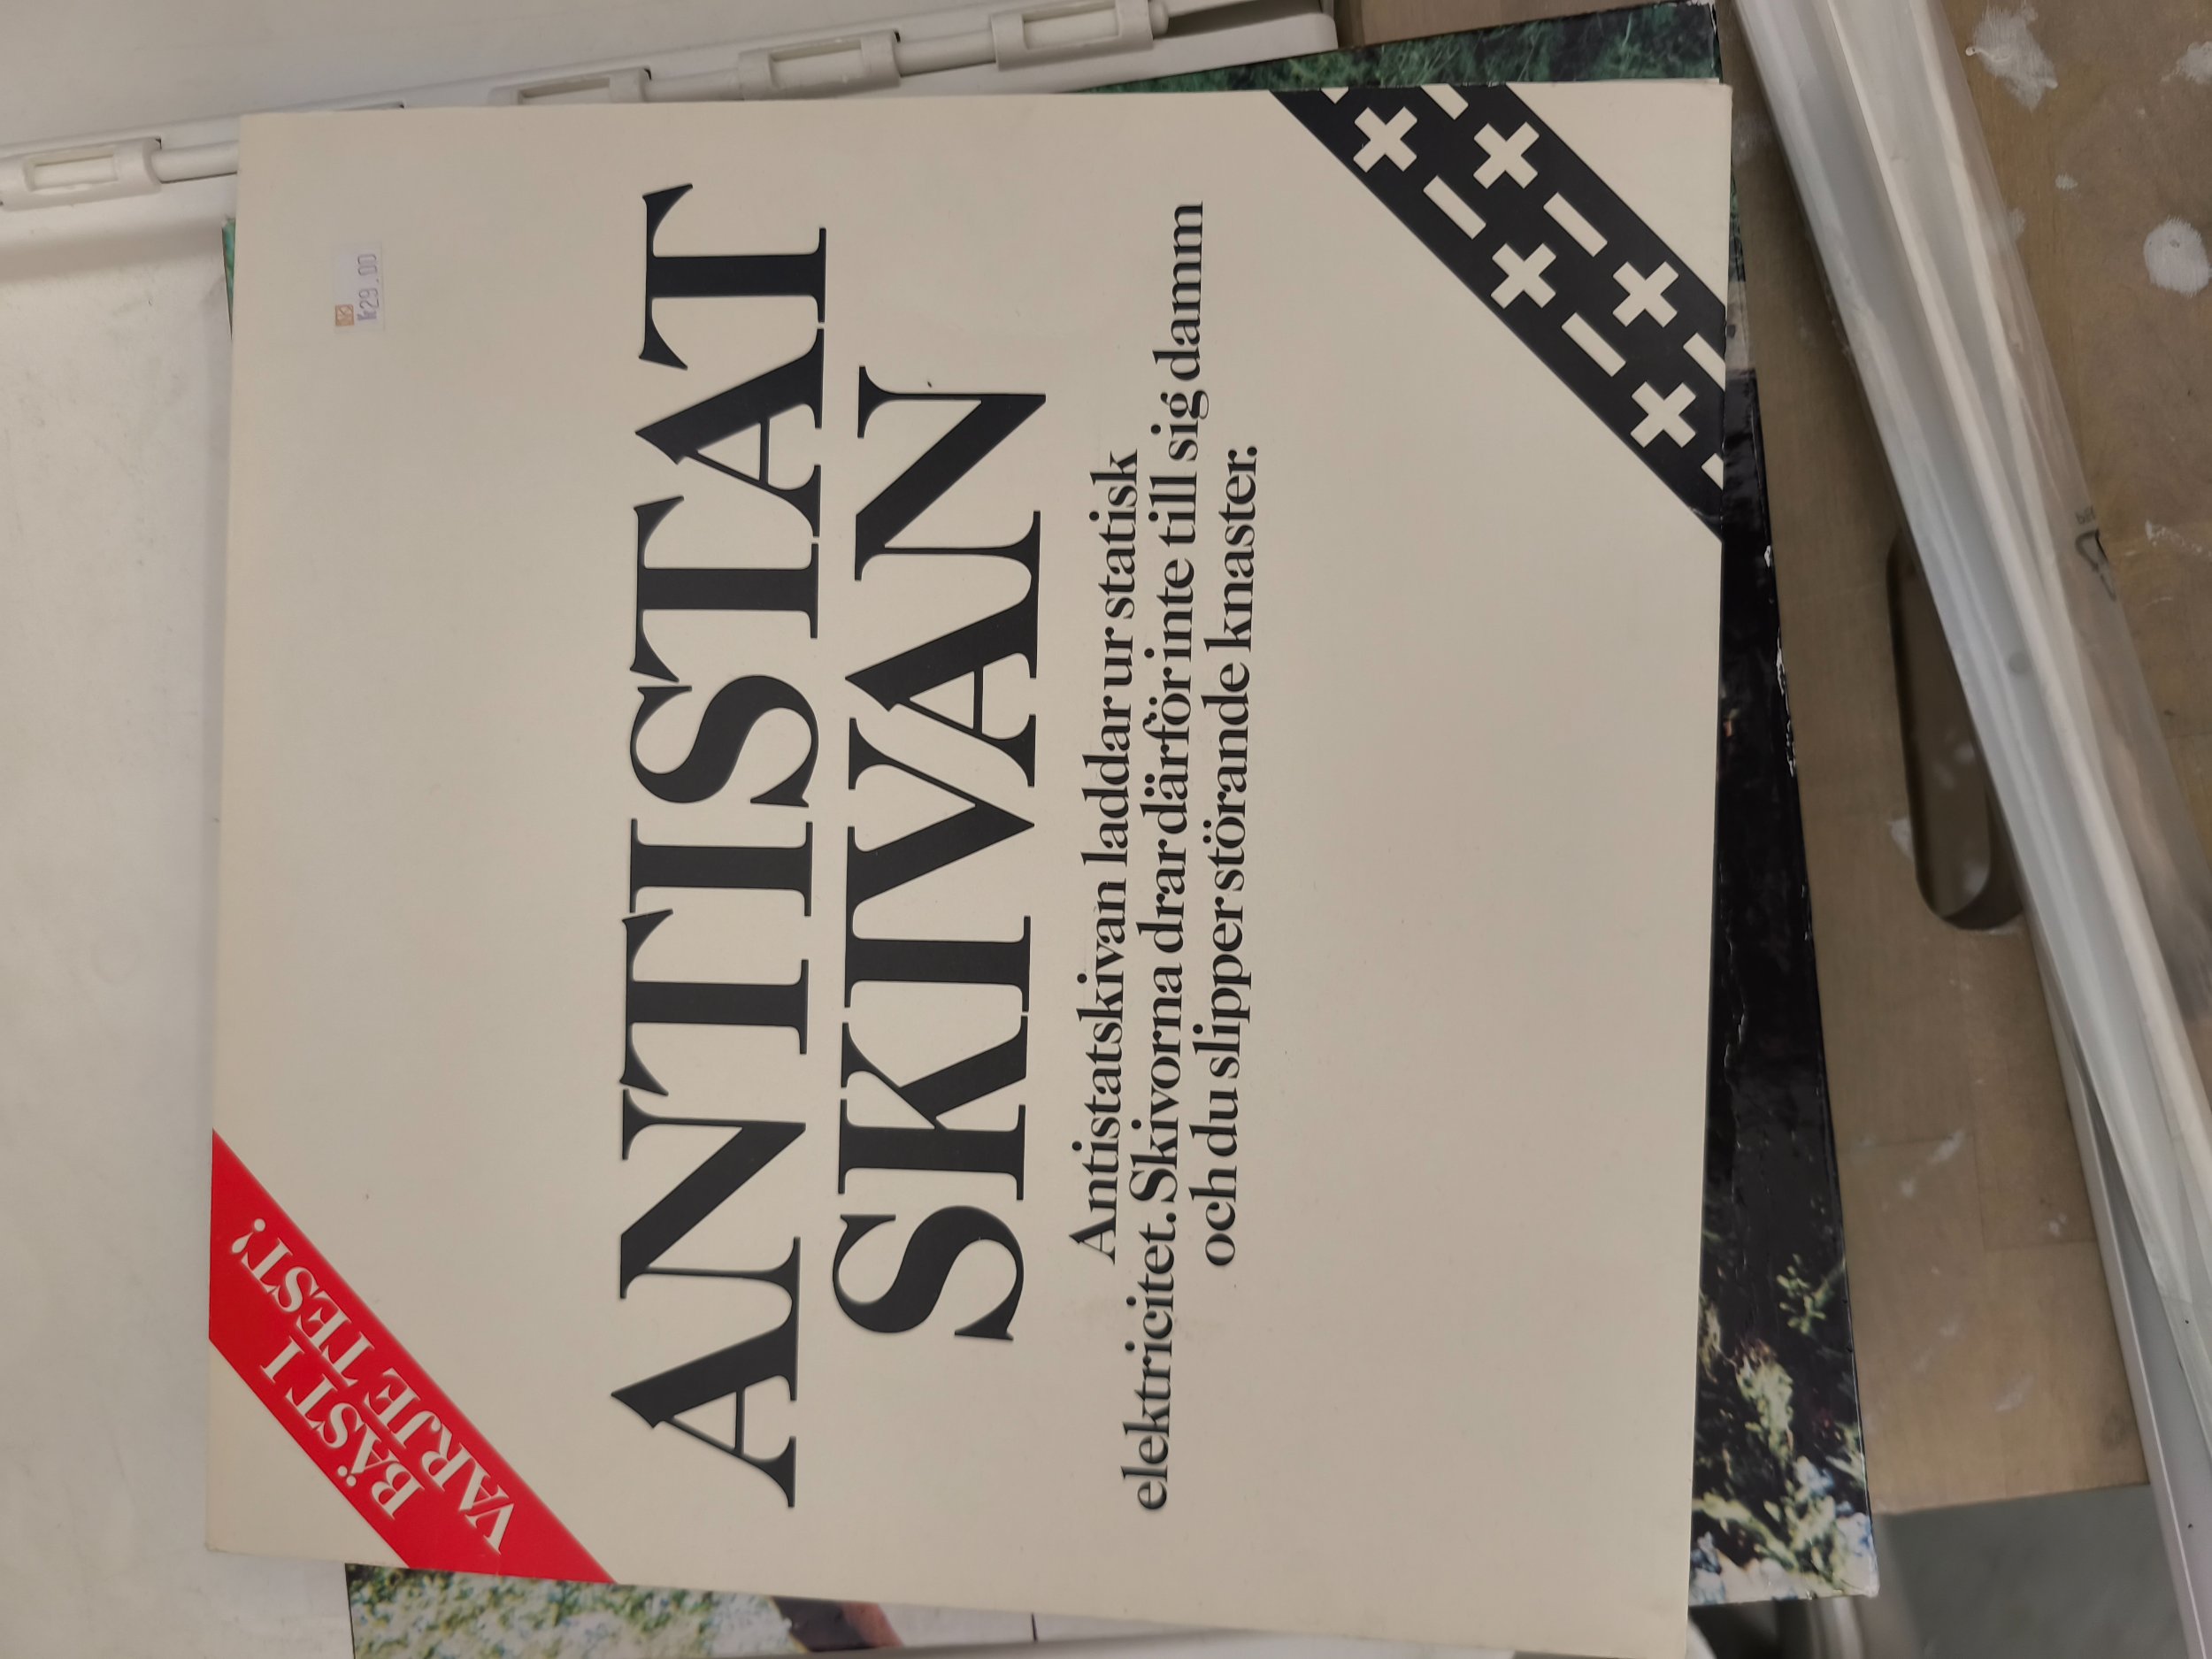 BÄST I
VARJE TEST!
k29.00
ANTISTAT
SKIVAN
Antistatskivan laddar ur statisk
elektricitet. Skivorna drar därför inte till sig damm
och du slipper störande knaster.